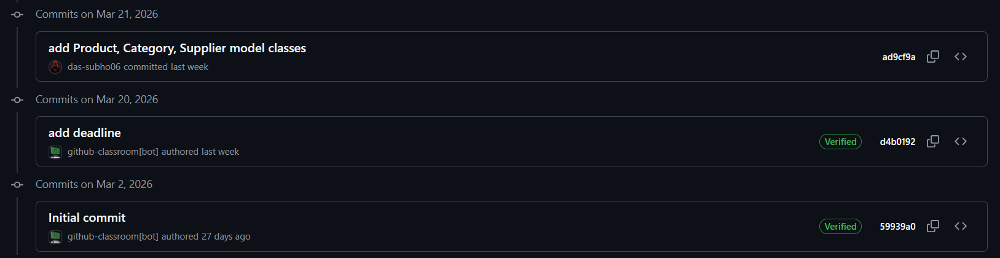 Commits on Mar 21, 2026
add Product, Category, Supplier model classes
das-subho06 committed last week
ad9cf9a
Commits on Mar 20, 2026
add deadline
github-classroom[bot] authored last week
Verified d4b0192
Commits on Mar 2, 2026
Initial commit
github-classroom[bot] authored 27 days ago
Verified 59939a0